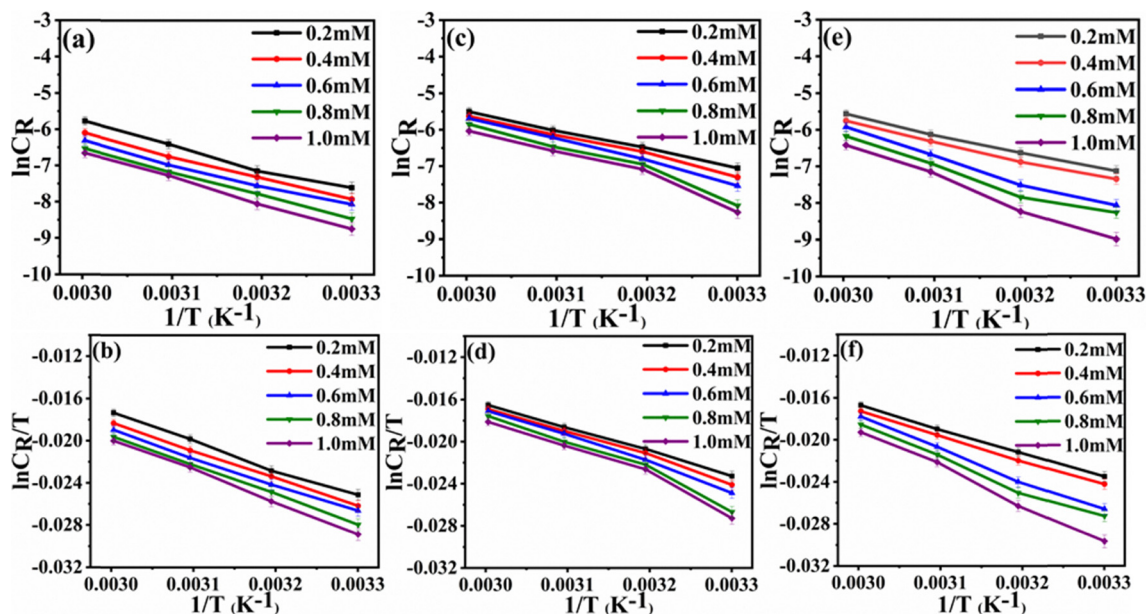 (a)
-3
-4
-5
-6
-7
-8
-9
-10
lnCR
0.2mM
0.4mM
0.6mM
0.8mM
1.0mM
0.0030 0.0031 0.0032 0.0033
1/T (K-1)
(c)
-3
-4
-5
-6
-7
-8
-9
-10
lnCR
0.2mM
0.4mM
0.6mM
0.8mM
1.0mM
0.0030 0.0031 0.0032 0.0033
1/T (K-1)
(e)
-3
-4
-5
-6
-7
-8
-9
-10
lnCR
0.2mM
0.4mM
0.6mM
0.8mM
1.0mM
0.0030 0.0031 0.0032 0.0033
1/T (K-1)
(b)
-0.012
-0.016
-0.020
-0.024
-0.028
-0.032
lnCR/T
0.2mM
0.4mM
0.6mM
0.8mM
1.0mM
0.0030 0.0031 0.0032 0.0033
1/T (K-1)
(d)
-0.012
-0.016
-0.020
-0.024
-0.028
-0.032
lnCR/T
0.2mM
0.4mM
0.6mM
0.8mM
1.0mM
0.0030 0.0031 0.0032 0.0033
1/T (K-1)
(f)
-0.012
-0.016
-0.020
-0.024
-0.028
-0.032
lnCR/T
0.2mM
0.4mM
0.6mM
0.8mM
1.0mM
0.0030 0.0031 0.0032 0.0033
1/T (K-1)